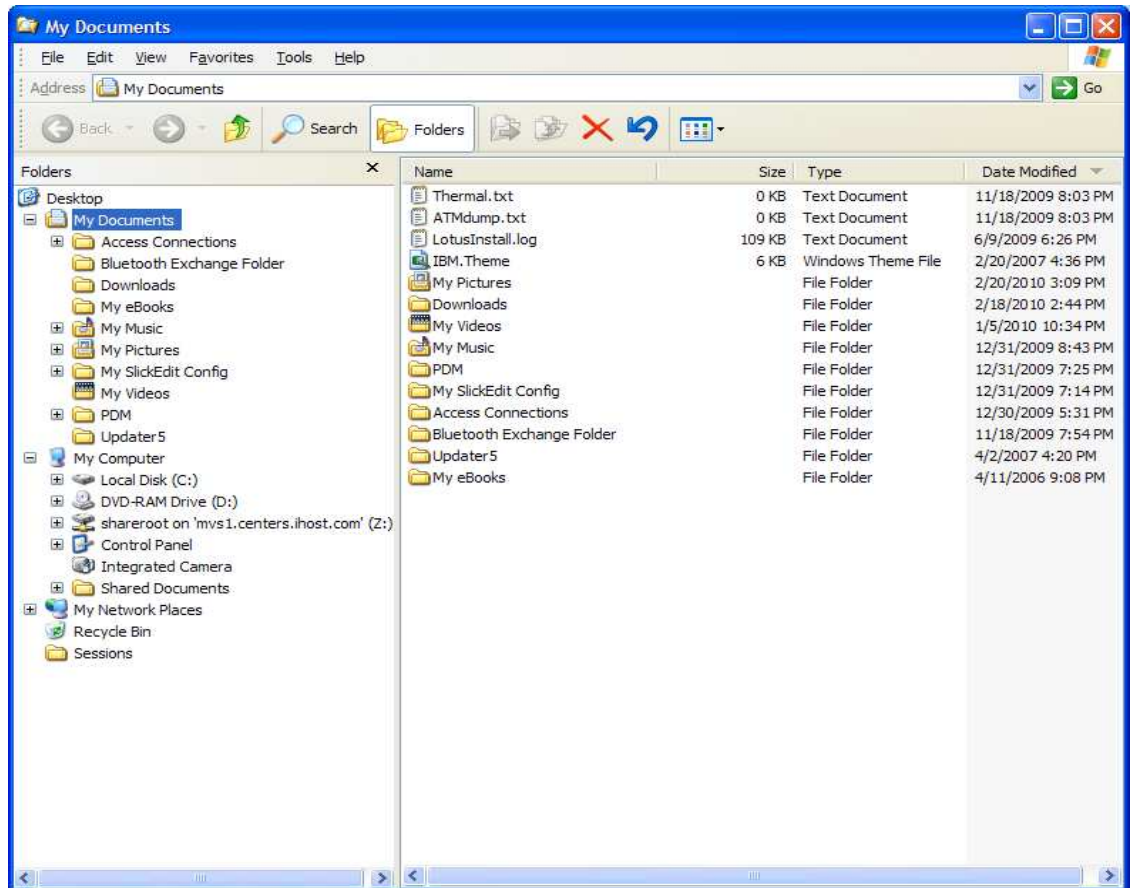 My Documents
File Edit View Favorites Tools Help
Address My Documents Go
Back Search Folders
Folders
Desktop
My Documents
Access Connections
Bluetooth Exchange Folder
Downloads
My eBooks
My Music
My Pictures
My SlickEdit Config
My Videos
PDM
Updater5
My Computer
Local Disk (C:)
DVD-RAM Drive (D:)
shareroot on 'mvs1.centers.ihost.com' (Z:)
Control Panel
Integrated Camera
Shared Documents
My Network Places
Recycle Bin
Sessions
Name Size Type Date Modified
Thermal.txt 0 KB Text Document 11/18/2009 8:03 PM
ATMdump.txt 0 KB Text Document 11/18/2009 8:03 PM
LotusInstall.log 109 KB Text Document 6/9/2009 6:26 PM
IBM.Theme 6 KB Windows Theme File 2/20/2007 4:36 PM
My Pictures File Folder 2/20/2010 3:09 PM
Downloads File Folder 2/18/2010 2:44 PM
My Videos File Folder 1/5/2010 10:34 PM
My Music File Folder 12/31/2009 8:43 PM
PDM File Folder 12/31/2009 7:25 PM
My SlickEdit Config File Folder 12/31/2009 7:14 PM
Access Connections File Folder 12/30/2009 5:31 PM
Bluetooth Exchange Folder File Folder 11/18/2009 7:54 PM
Updater5 File Folder 4/2/2007 4:20 PM
My eBooks File Folder 4/11/2006 9:08 PM